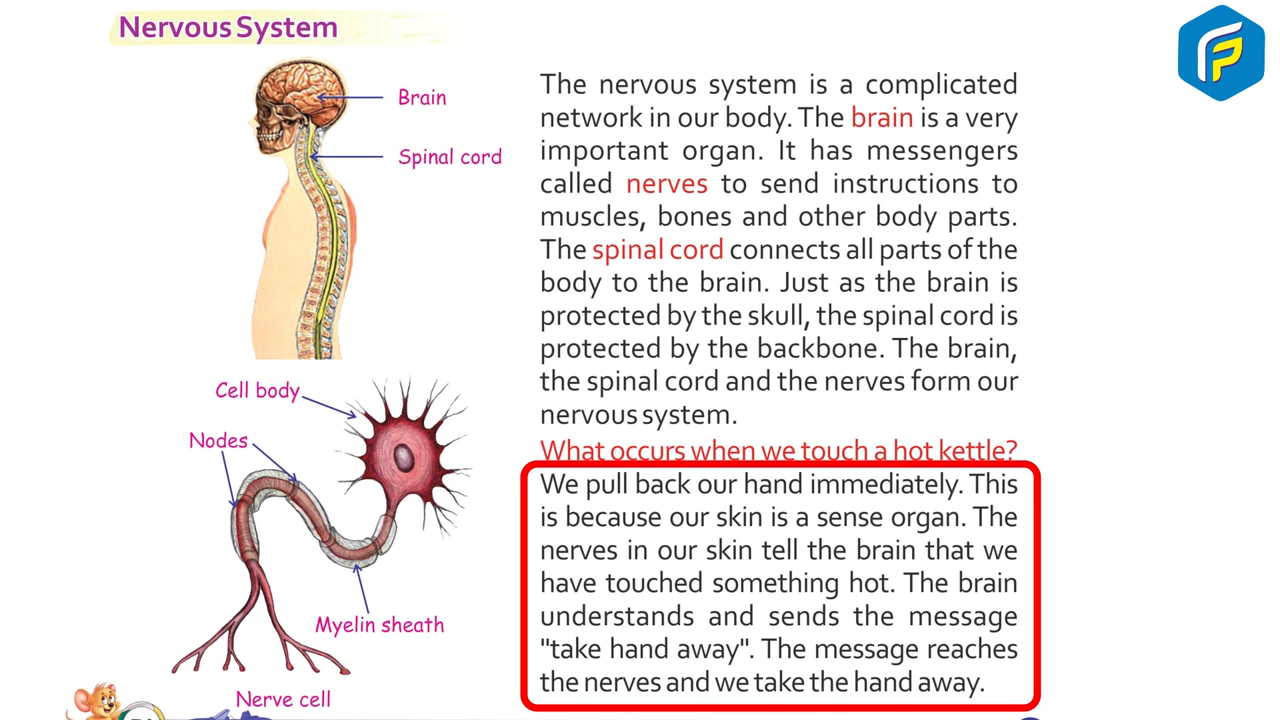 Nervous System
Brain
Spinal cord
Cell body
Nodes
Myelin sheath
Nerve cell
The nervous system is a complicated
network in our body. The brain is a very
important organ. It has messengers
called nerves to send instructions to
muscles, bones and other body parts.
The spinal cord connects all parts of the
body to the brain. Just as the brain is
protected by the skull, the spinal cord is
protected by the backbone. The brain,
the spinal cord and the nerves form our
nervous system.
What occurs when we touch a hot kettle?
We pull back our hand immediately. This
is because our skin is a sense organ. The
nerves in our skin tell the brain that we
have touched something hot. The brain
understands and sends the message
"take hand away". The message reaches
the nerves and we take the hand away.